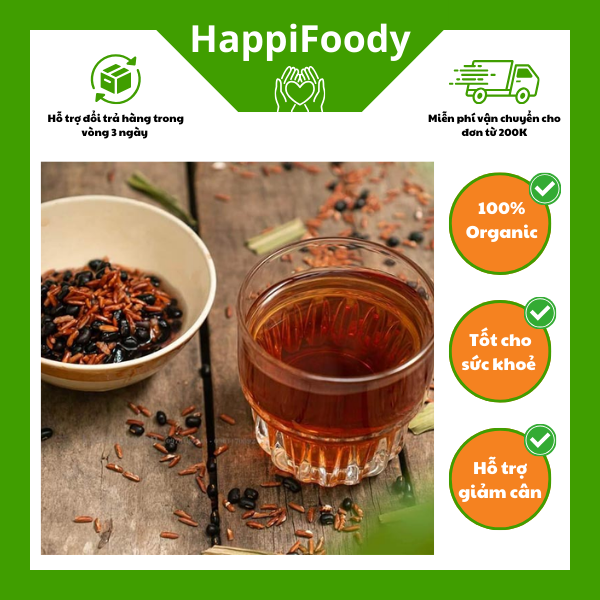 HappiFoody
Hỗ trợ đổi trả hàng trong
vòng 3 ngày
Miễn phí vận chuyển cho
đơn từ 200K
100%
Organic
Tốt cho
sức khoẻ
Hỗ trợ
giảm cân